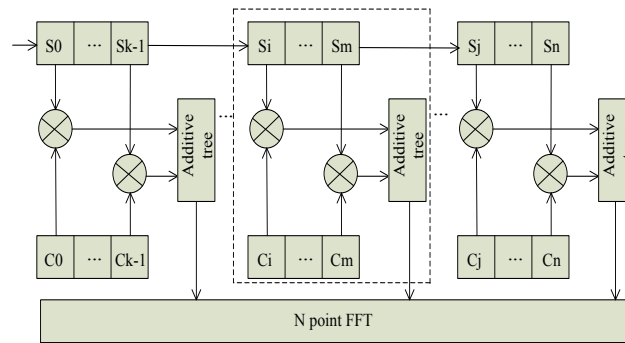 S0 ... Sk-1
Si ... Sm
Sj ... Sn
Additive tree
...
Additive tree
...
Additive
C0 ... Ck-1
Ci ... Cm
Cj ... Cn
N point FFT